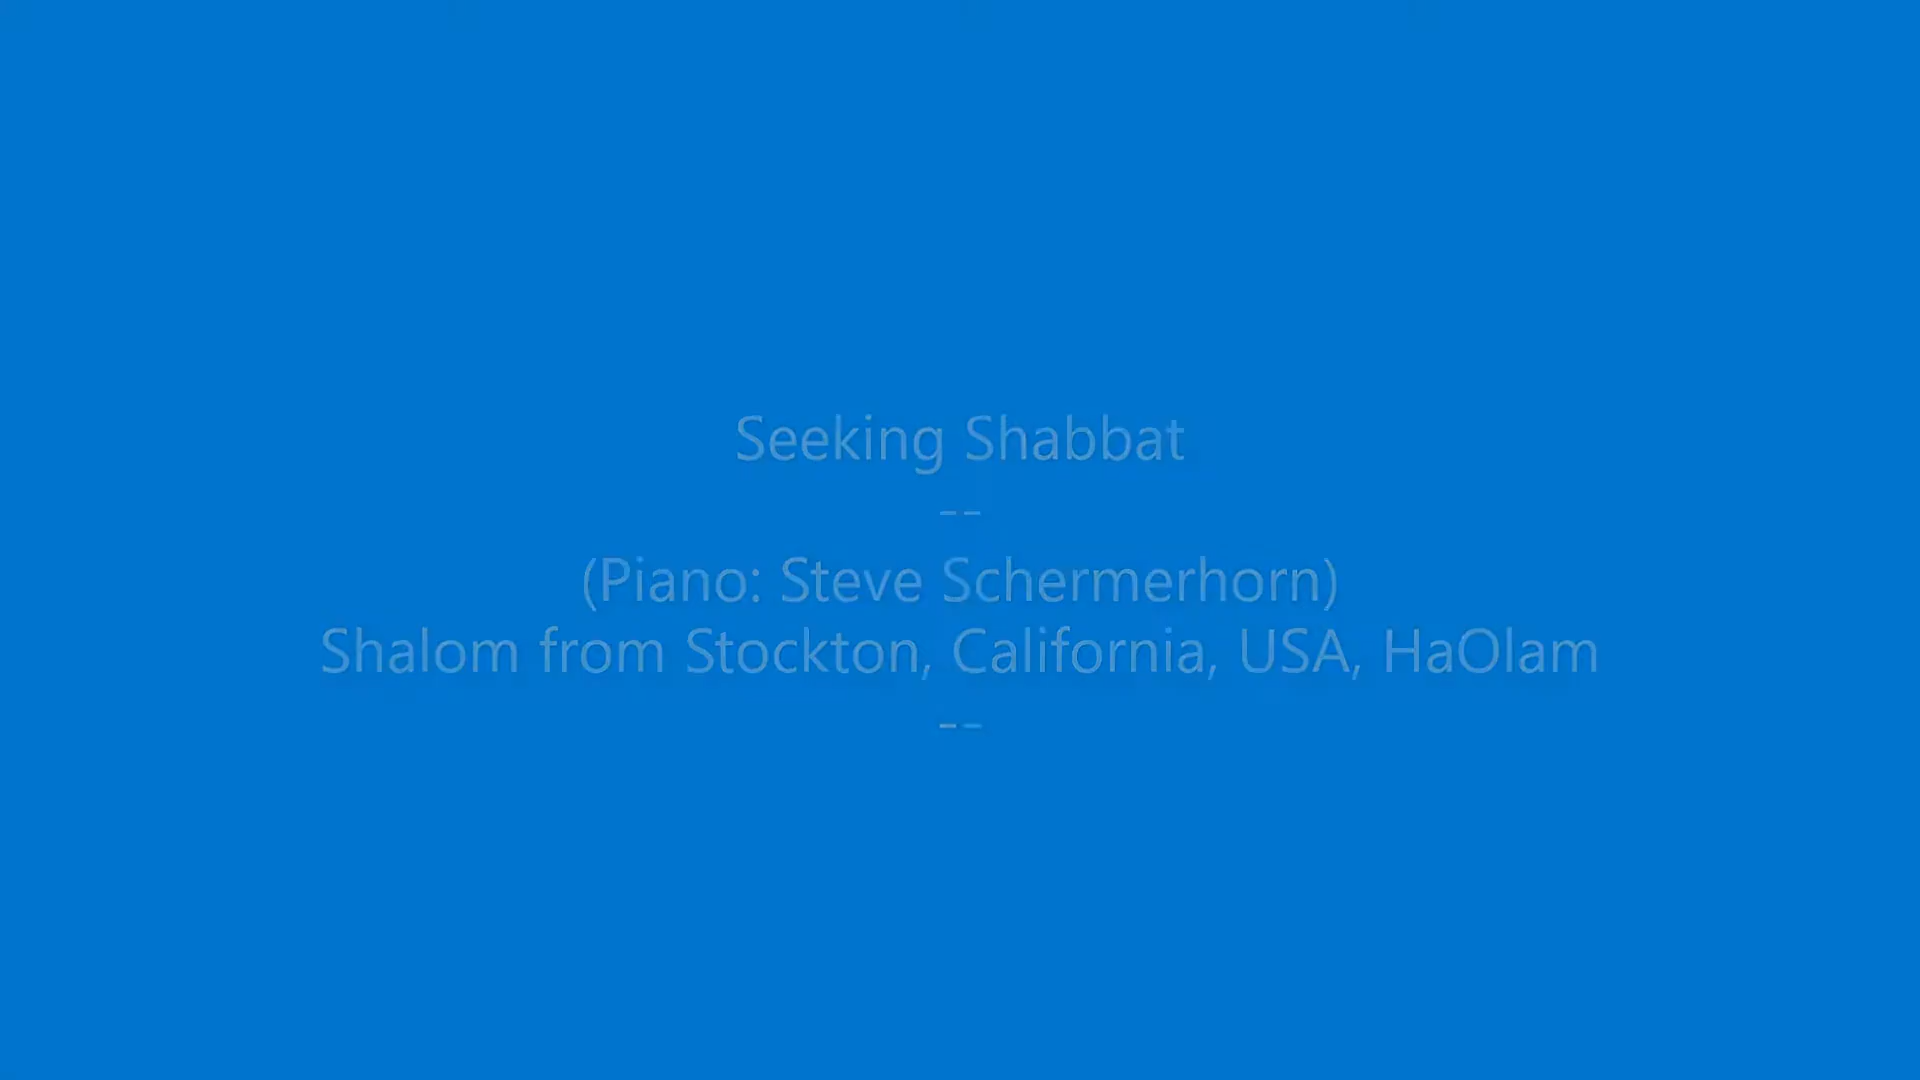 Seeking Shabbat
--
(Piano: Steve Schermerhorn)
Shalom from Stockton, California, USA, HaOlam
--